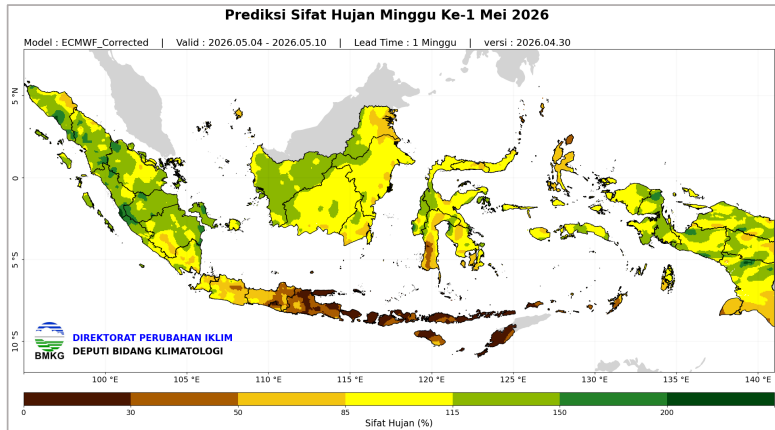 Prediksi Sifat Hujan Minggu Ke-1 Mei 2026
Model : ECMWF_Corrected | Valid : 2026.05.04 - 2026.05.10 | Lead Time : 1 Minggu | versi : 2026.04.30
5 °N
0
5 °S
10 °S
BMKG
DIREKTORAT PERUBAHAN IKLIM
DEPUTI BIDANG KLIMATOLOGI
100 °E 105 °E 110 °E 115 °E 120 °E 125 °E 130 °E 135 °E 140 °E
0 30 50 85 115 150 200
Sifat Hujan (%)